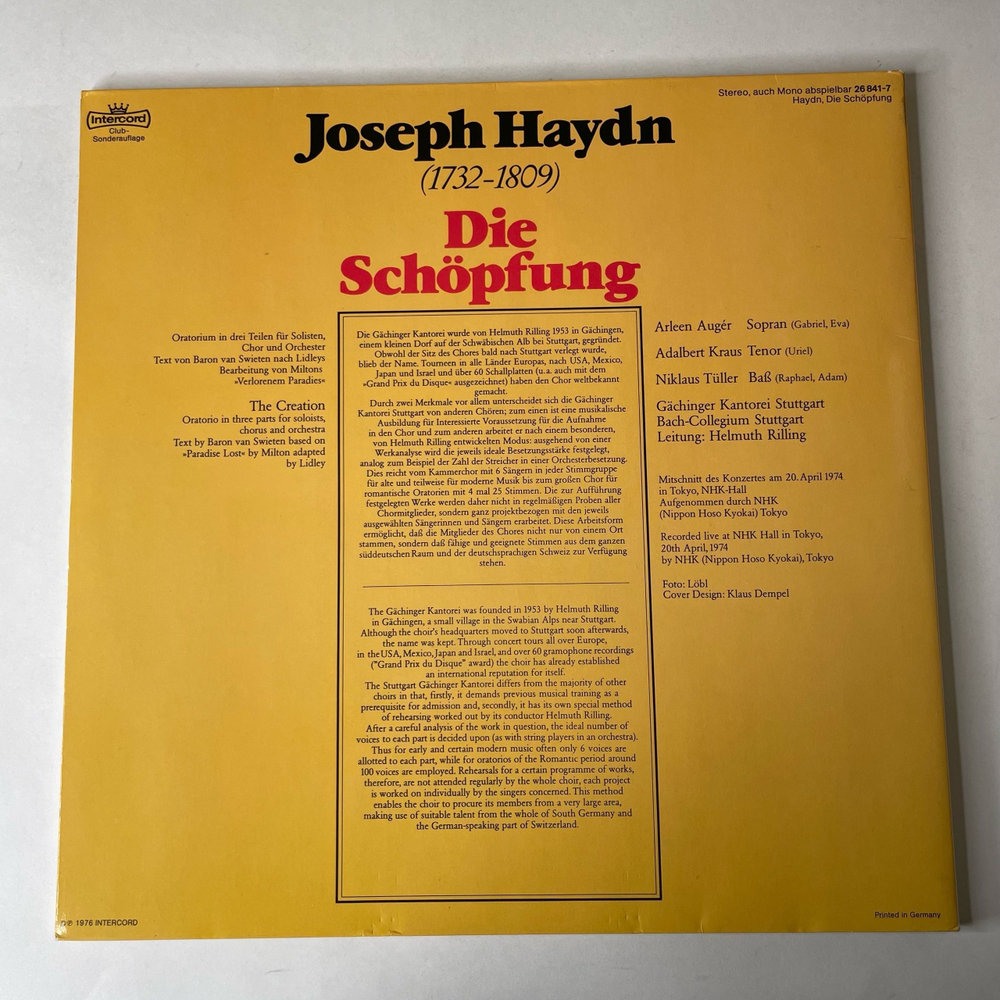 Intercord
Club-
Sonderauflage
Stereo, auch Mono abspielbar 26 841-7
Haydn, Die Schöpfung
Joseph Haydn
(1732-1809)
Die
Schöpfung
Oratorium in drei Teilen für Solisten,
Chor und Orchester
Text von Baron van Swieten nach Lidleys
Bearbeitung von Miltons
»Verlorenem Paradies«
The Creation
Oratorio in three parts for soloists,
chorus and orchestra
Text by Baron van Swieten based on
»Paradise Lost« by Milton adapted
by Lidley
Die Gächinger Kantorei wurde von Helmuth Rilling 1953 in Gächingen,
einem kleinen Dorf auf der Schwäbischen Alb bei Stuttgart, gegründet.
Obwohl der Sitz des Chores bald nach Stuttgart verlegt wurde,
blieb der Name. Tourneen in alle Länder Europas, nach USA, Mexico,
Japan und Israel und über 60 Schallplatten (u. a. auch mit dem
»Grand Prix du Disque« ausgezeichnet) haben den Chor weltbekannt
gemacht.
Durch zwei Merkmale vor allem unterscheidet sich die Gächinger
Kantorei Stuttgart von anderen Chören; zum einen ist eine musikalische
Ausbildung für Interessierte Voraussetzung für die Aufnahme
in den Chor und zum anderen arbeitet er nach einem besonderen,
von Helmuth Rilling entwickelten Modus: ausgehend von einer
Werkanalyse wird die jeweils ideale Besetzungsstärke festgelegt,
analog zum Beispiel der Zahl der Streicher in einer Orchesterbesetzung.
Dies reicht vom Kammerchor mit 6 Sängern in jeder Stimmgruppe
für alte und teilweise für moderne Musik bis zum großen Chor für
romantische Oratorien mit 4 mal 25 Stimmen. Die zur Aufführung
festgelegten Werke werden daher nicht in regelmäßigen Proben aller
Chormitglieder, sondern ganz projektbezogen mit den jeweils
ausgewählten Sängerinnen und Sängern erarbeitet. Diese Arbeitsform
ermöglicht, daß die Mitglieder des Chores nicht nur von einem Ort
stammen, sondern daß fähige und geeignete Stimmen aus dem ganzen
süddeutschen Raum und der deutschsprachigen Schweiz zur Verfügung
stehen.
The Gächinger Kantorei was founded in 1953 by Helmuth Rilling
in Gächingen, a small village in the Swabian Alps near Stuttgart.
Although the choir's headquarters moved to Stuttgart soon afterwards,
the name was kept. Through concert tours all over Europe,
in the USA, Mexico, Japan and Israel, and over 60 gramophone recordings
("Grand Prix du Disque" award) the choir has already established
an international reputation for itself.
The Stuttgart Gächinger Kantorei differs from the majority of other
choirs in that, firstly, it demands previous musical training as a
prerequisite for admission and, secondly, it has its own special method
of rehearsing worked out by its conductor Helmuth Rilling.
After a careful analysis of the work in question, the ideal number of
voices to each part is decided upon (as with string players in an orchestra).
Thus for early and certain modern music often only 6 voices are
allotted to each part, while for oratorios of the Romantic period around
100 voices are employed. Rehearsals for a certain programme of works,
therefore, are not attended regularly by the whole choir, each project
is worked on individually by the singers concerned. This method
enables the choir to procure its members from a very large area,
making use of suitable talent from the whole of South Germany and
the German-speaking part of Switzerland.
Arleen Augér Sopran (Gabriel, Eva)
Adalbert Kraus Tenor (Uriel)
Niklaus Tüller Baß (Raphael, Adam)
Gächinger Kantorei Stuttgart
Bach-Collegium Stuttgart
Leitung: Helmuth Rilling
Mitschnitt des Konzertes am 20. April 1974
in Tokyo, NHK-Hall
Aufgenommen durch NHK
(Nippon Hoso Kyokai) Tokyo
Recorded live at NHK Hall in Tokyo,
20th April, 1974
by NHK (Nippon Hoso Kyokai), Tokyo
Foto: Löbl
Cover Design: Klaus Dempel
℗ 1976 INTERCORD
Printed in Germany